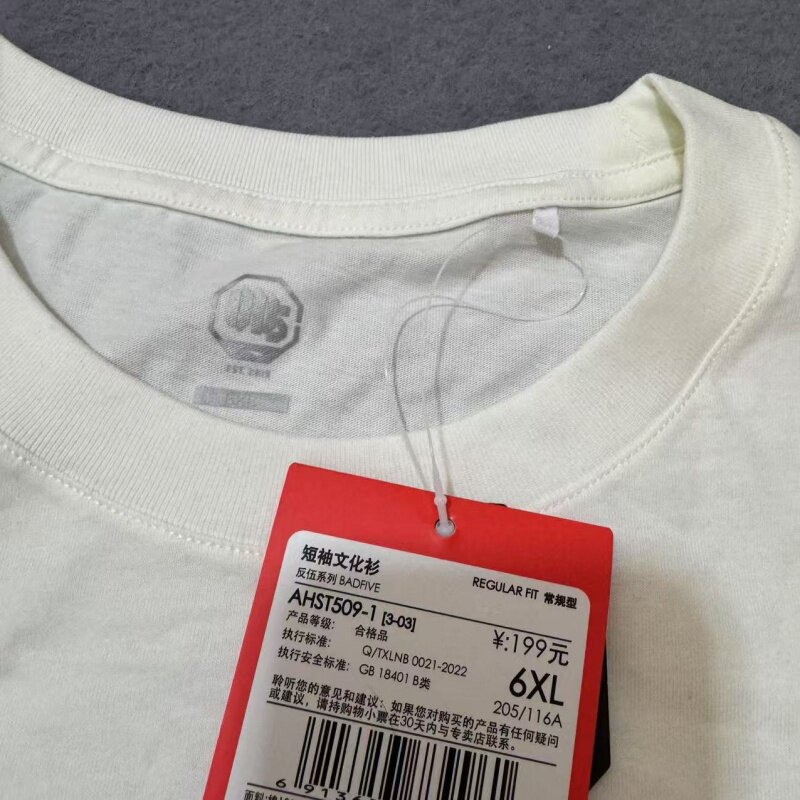 短袖文化衫
反伍系列 BADFIVE
REGULAR FIT 常规型
AHST509-1 [3-03]
产品等级: 合格品
¥:199元
执行标准: Q/TXLNB 0021-2022
6XL
执行安全标准: GB 18401 B类
205/116A
聆听您的意见和建议: 如果您对购买的产品有任何疑问
或建议，请持购物小票在30天内与专卖店联系。
6 9136
面料: